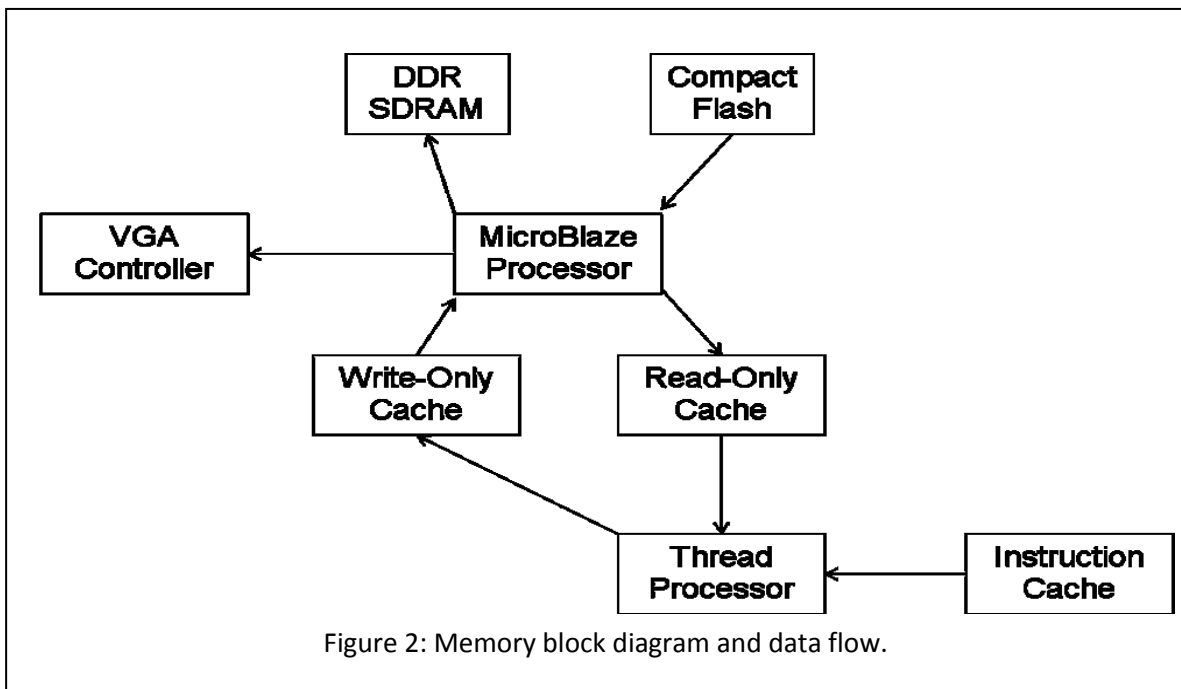 DDR
SDRAM
Compact
Flash
VGA
Controller
MicroBlaze
Processor
Write-Only
Cache
Read-Only
Cache
Thread
Processor
Instruction
Cache
Figure 2: Memory block diagram and data flow.